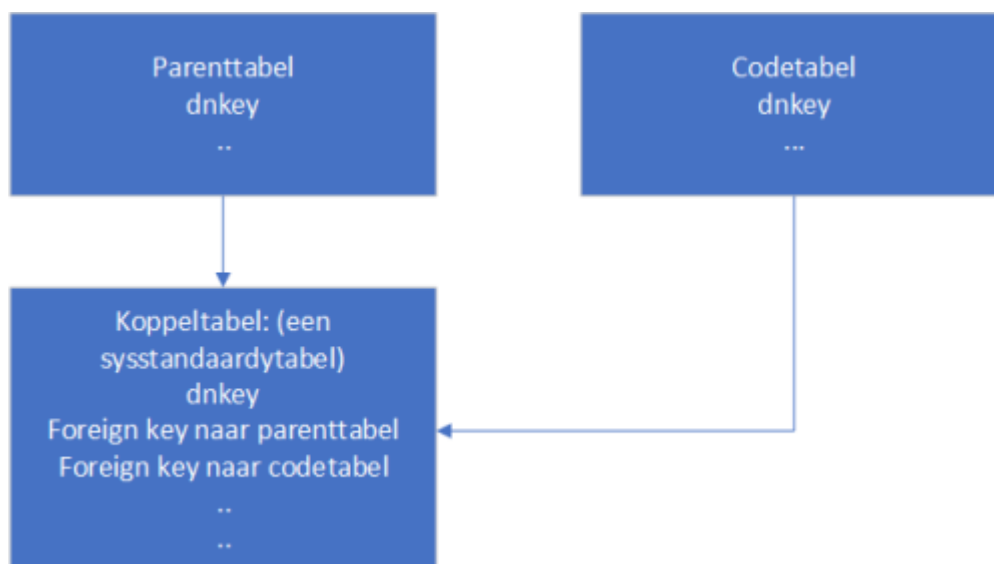 Parenttabel
dnkey
..
Codetabel
dnkey
...
Koppeltabel: (een
sysstandaardytabel)
dnkey
Foreign key naar parenttabel
Foreign key naar codetabel
..
..